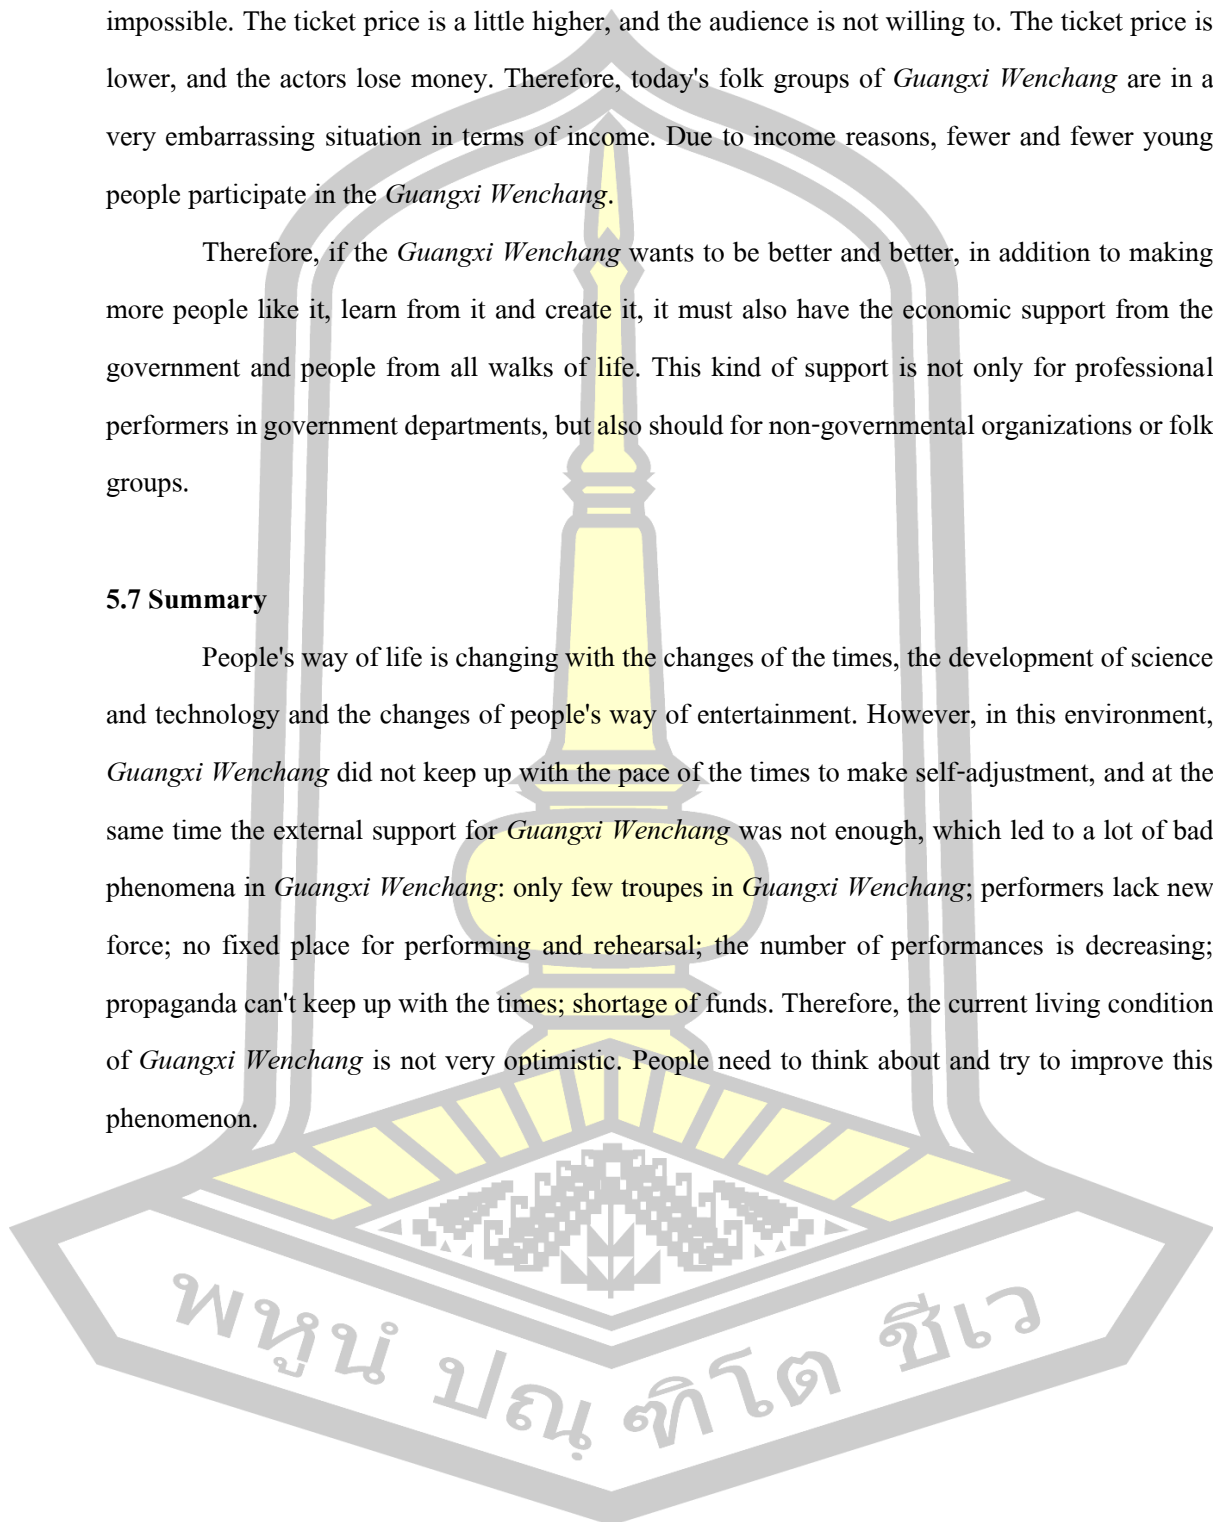 impossible. The ticket price is a little higher, and the audience is not willing to. The ticket price is
lower, and the actors lose money. Therefore, today's folk groups of Guangxi Wenchang are in a
very embarrassing situation in terms of income. Due to income reasons, fewer and fewer young
people participate in the Guangxi Wenchang.
Therefore, if the Guangxi Wenchang wants to be better and better, in addition to making
more people like it, learn from it and create it, it must also have the economic support from the
government and people from all walks of life. This kind of support is not only for professional
performers in government departments, but also should for non-governmental organizations or folk
groups.
5.7 Summary
People's way of life is changing with the changes of the times, the development of science
and technology and the changes of people's way of entertainment. However, in this environment,
Guangxi Wenchang did not keep up with the pace of the times to make self-adjustment, and at the
same time the external support for Guangxi Wenchang was not enough, which led to a lot of bad
phenomena in Guangxi Wenchang: only few troupes in Guangxi Wenchang; performers lack new
force; no fixed place for performing and rehearsal; the number of performances is decreasing;
propaganda can't keep up with the times; shortage of funds. Therefore, the current living condition
of Guangxi Wenchang is not very optimistic. People need to think about and try to improve this
phenomenon.
พหูนํ ปณฺฑิโต ชีเว